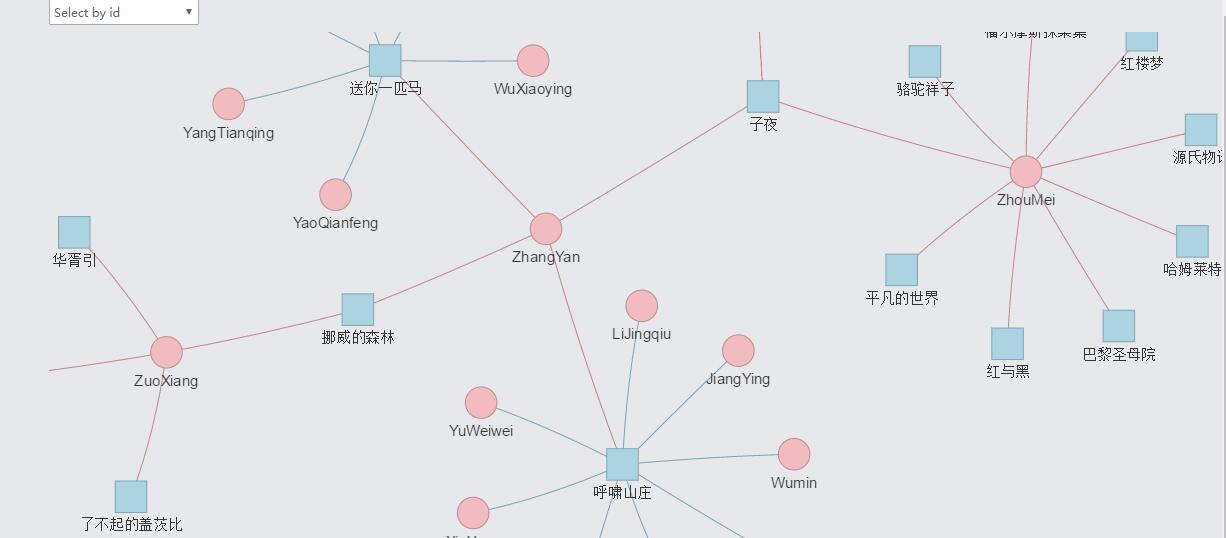 Select by id
红楼梦
送你一匹马
WuXiaoying
骆驼祥子
子夜
YangTianqing
源氏物语
ZhouMei
YaoQianfeng
ZhangYan
华胥引
哈姆莱特
平凡的世界
挪威的森林
LiJingqiu
巴黎圣母院
红与黑
ZuoXiang
JiangYing
YuWeiwei
Wumin
呼啸山庄
了不起的盖茨比